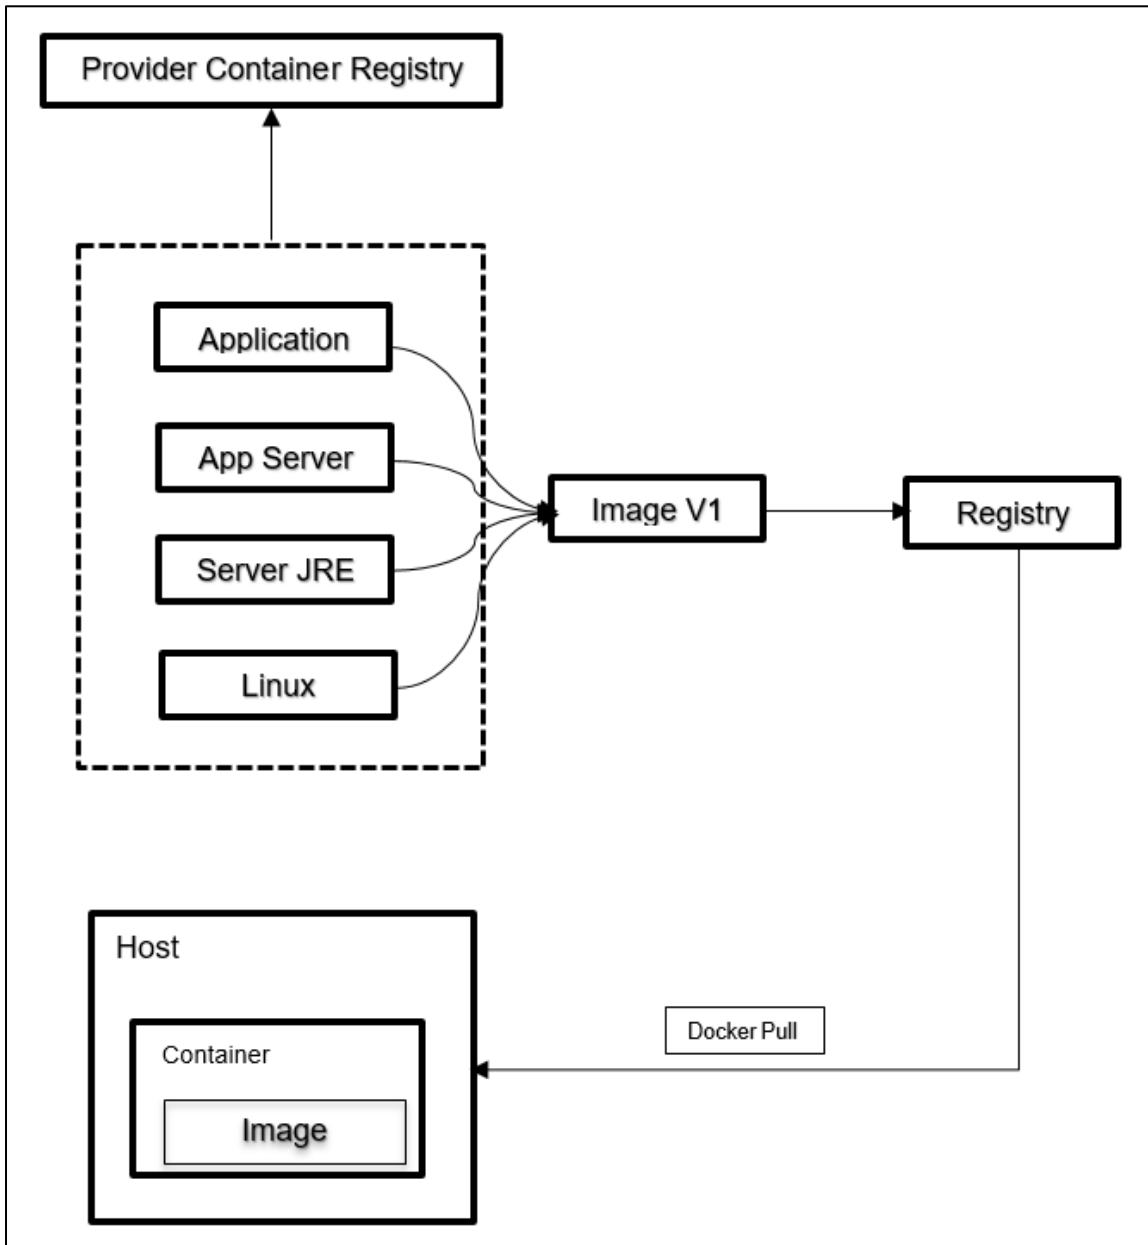 Provider Container Registry
Application
App Server
Server JRE
Linux
Image V1
Registry
Host
Container
Image
Docker Pull